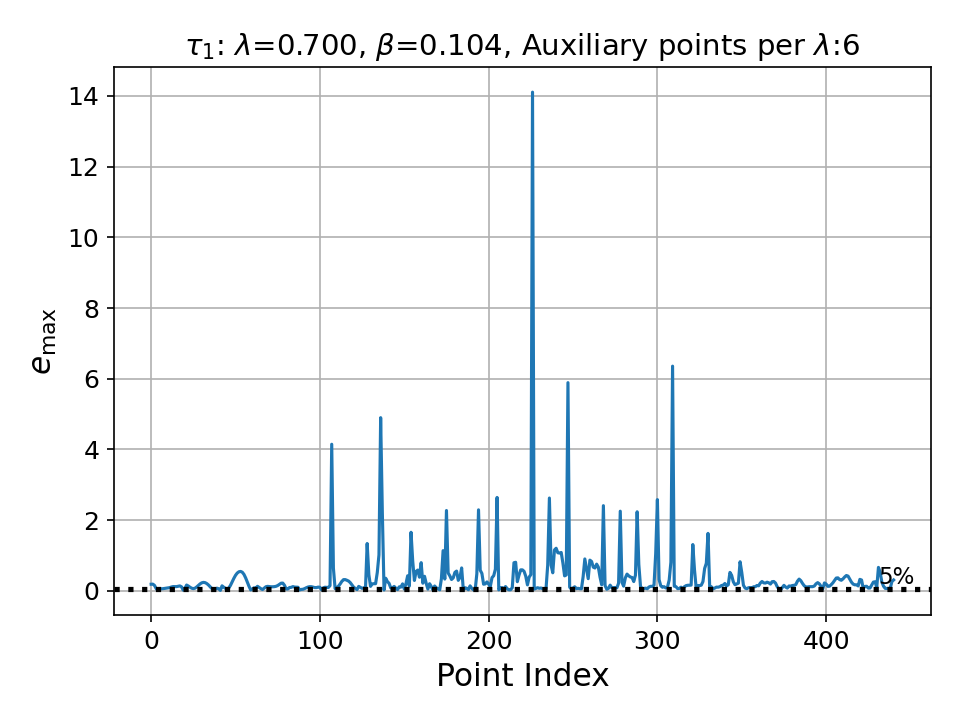 τ₁: λ=0.700, β=0.104, Auxiliary points per λ:6
14
12
10
8
6
4
2
0
e_max
5%
0 100 200 300 400
Point Index